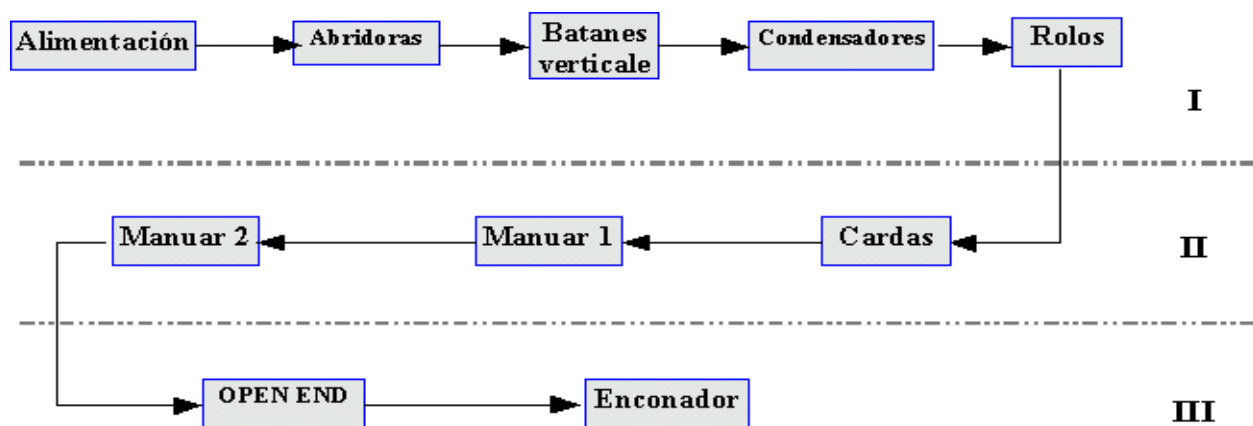 Alimentación
Abridoras
Batanes
verticale
Condensadores
Rolos
I
Manuar 2
Manuar 1
Cardas
II
OPEN END
Enconador
III